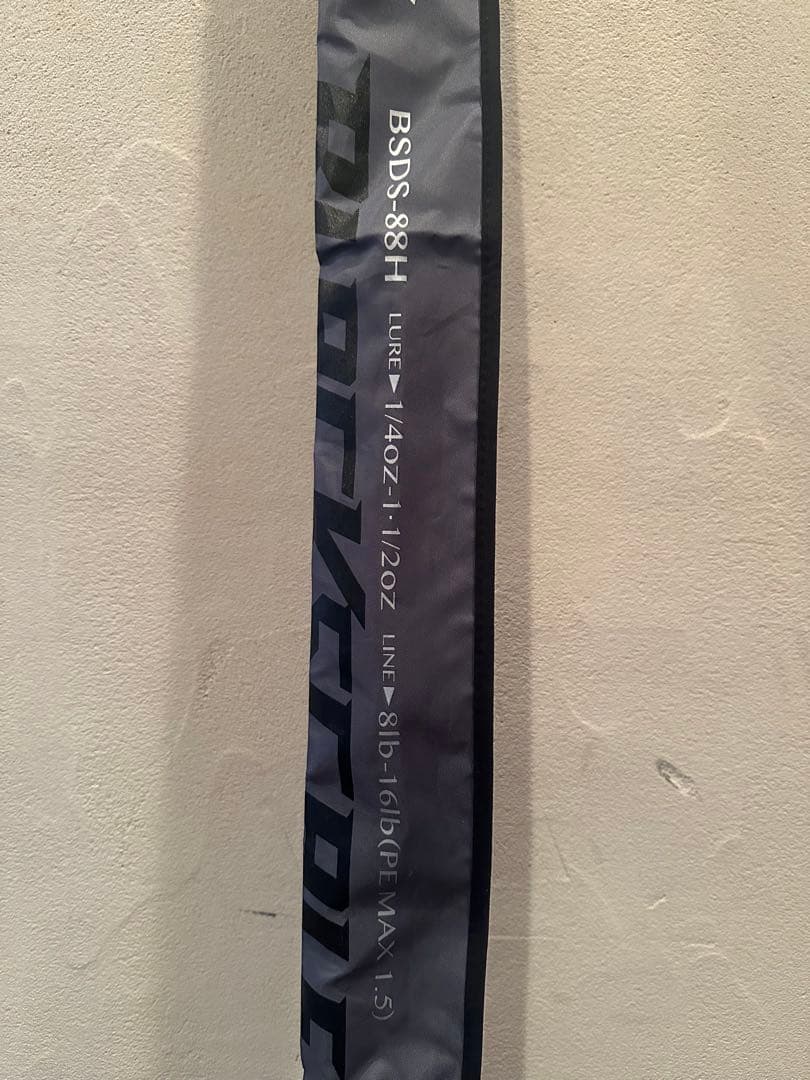 BSDS-88H LURE▶1/4OZ-1・1/2OZ LINE▶8lb-16lb(PE MAX 1.5)